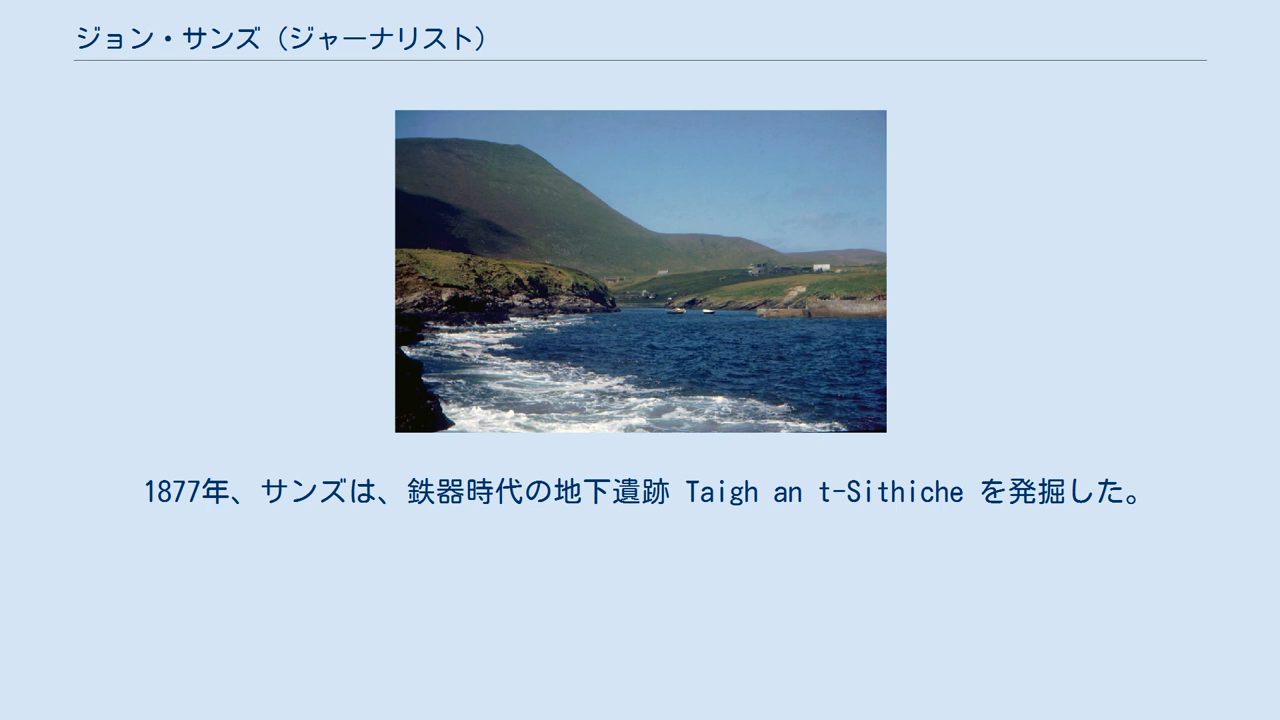 ジョン・サンズ（ジャーナリスト）
1877年、サンズは、鉄器時代の地下遺跡 Taigh an t-Sithiche を発掘した。